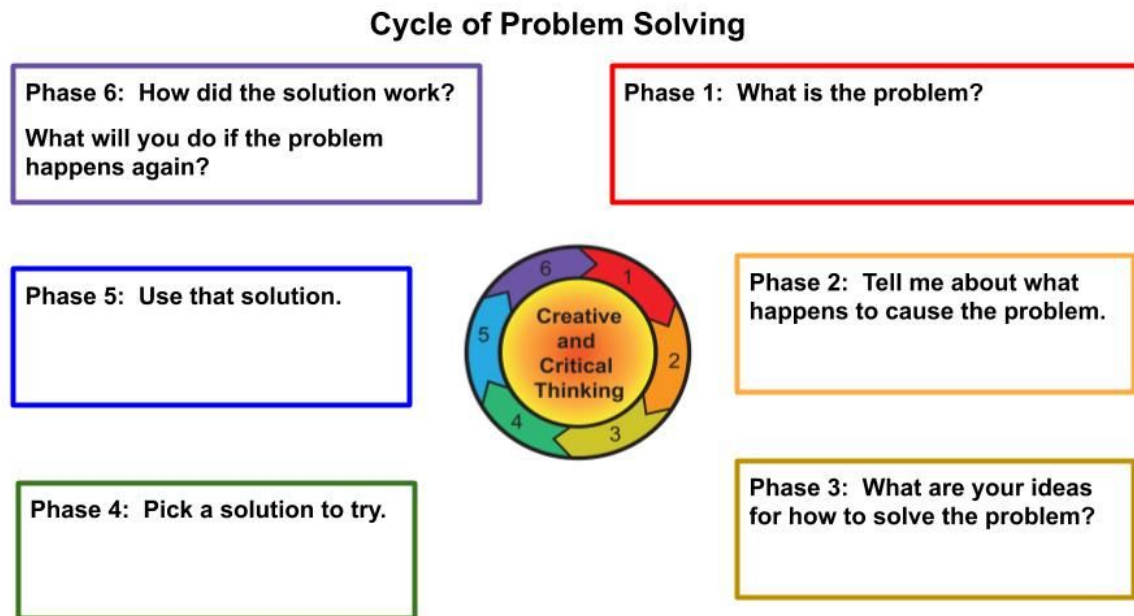 Cycle of Problem Solving
Phase 6:  How did the solution work?
What will you do if the problem
happens again?
Phase 1:  What is the problem?
Phase 5:  Use that solution.
6
1
5
2
4
3
Creative
and
Critical
Thinking
Phase 2:  Tell me about what
happens to cause the problem.
Phase 4:  Pick a solution to try.
Phase 3:  What are your ideas
for how to solve the problem?